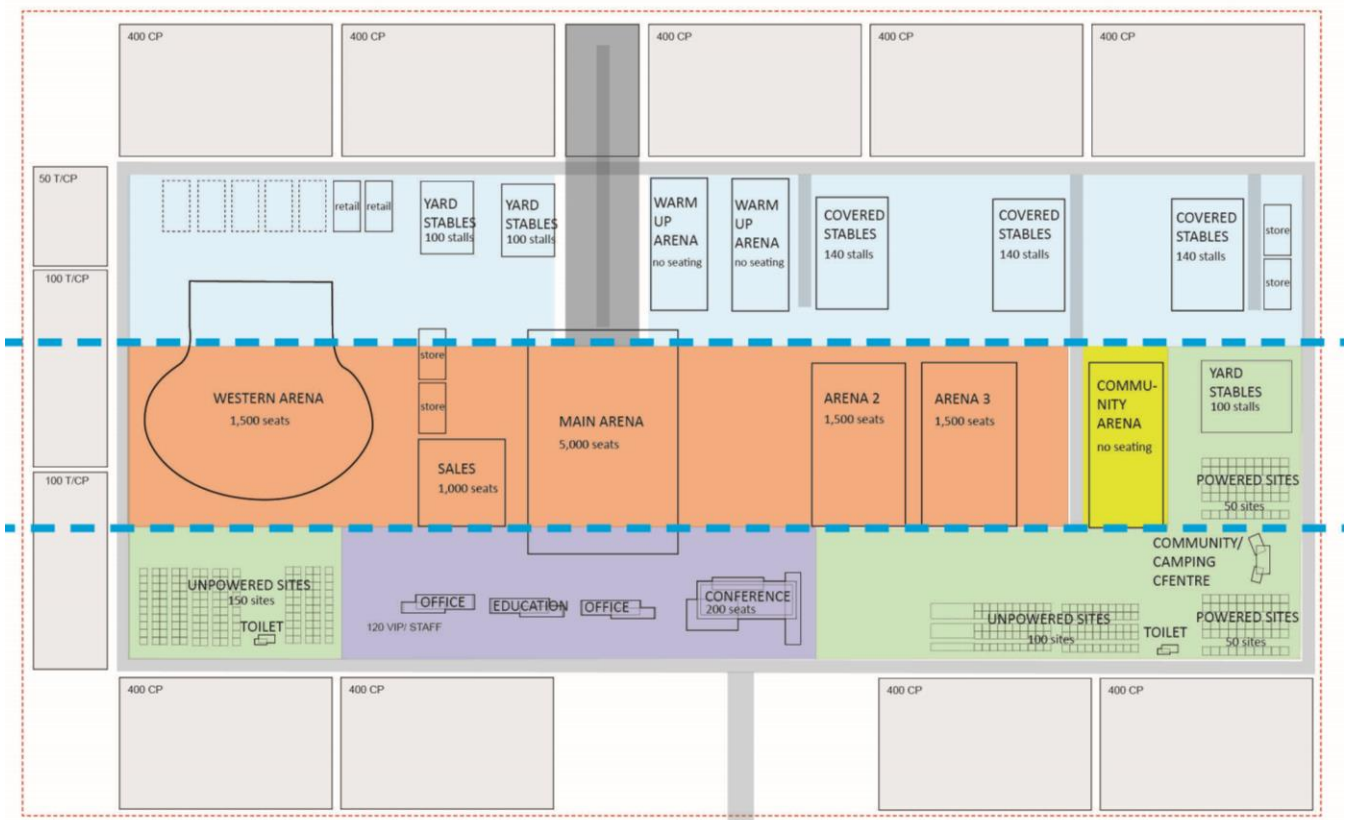 400 CP
400 CP
400 CP
400 CP
400 CP
50 T/CP
100 T/CP
100 T/CP
retail
retail
YARD
STABLES
100 stalls
YARD
STABLES
100 stalls
WARM
UP
ARENA
no seating
WARM
UP
ARENA
no seating
COVERED
STABLES
140 stalls
COVERED
STABLES
140 stalls
COVERED
STABLES
140 stalls
store
store
WESTERN ARENA
1,500 seats
store
store
SALES
1,000 seats
MAIN ARENA
5,000 seats
ARENA 2
1,500 seats
ARENA 3
1,500 seats
COMMU-
NITY
ARENA
no seating
YARD
STABLES
100 stalls
POWERED SITES
50 sites
UNPOWERED SITES
150 sites
TOILET
120 VIP/ STAFF
OFFICE
EDUCATION
OFFICE
CONFERENCE
200 seats
COMMUNITY/
CAMPING
CFENTRE
UNPOWERED SITES
100 sites
TOILET
POWERED SITES
50 sites
400 CP
400 CP
400 CP
400 CP